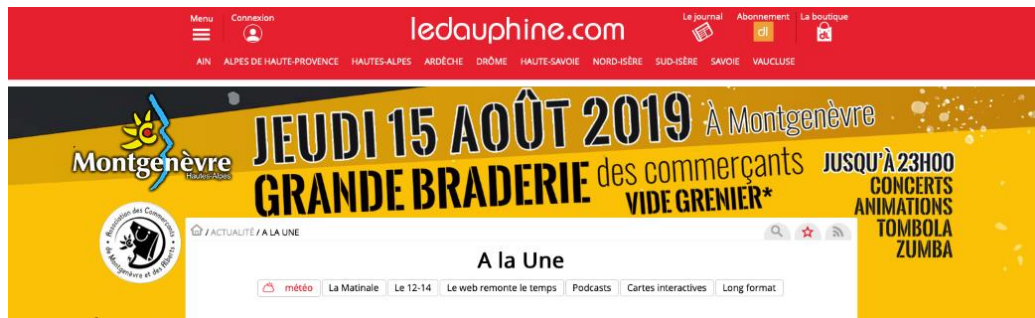 Menu
Connexion
ledauphine.com
Le journal
Abonnement
dl
La boutique
AIN ALPES DE HAUTE-PROVENCE HAUTES-ALPES ARDÈCHE DRÔME HAUTE-SAVOIE NORD-ISÈRE SUD-ISÈRE SAVOIE VAUCLUSE
Montgenèvre
Hautes-Alpes
JEUDI 15 AOÛT 2019 À Montgenèvre
GRANDE BRADERIE des commerçants
VIDE GRENIER*
JUSQU'À 23H00
CONCERTS
ANIMATIONS
TOMBOLA
ZUMBA
Association des Commerçants
de Montgenèvre et des Alberts
/ ACTUALITÉ / A LA UNE
A la Une
météo La Matinale Le 12-14 Le web remonte le temps Podcasts Cartes interactives Long format